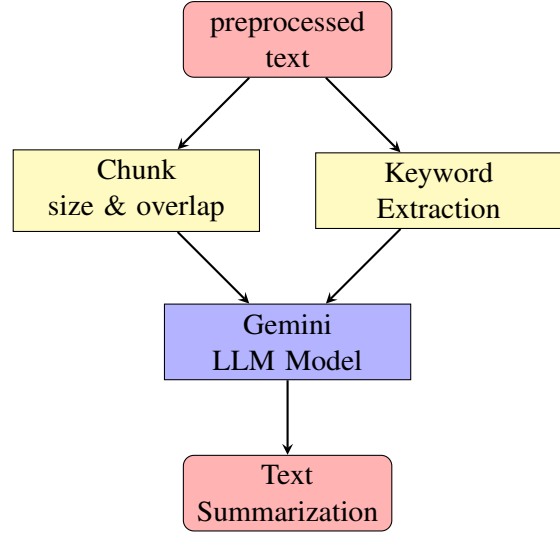 preprocessed
text
Chunk
size & overlap
Keyword
Extraction
Gemini
LLM Model
Text
Summarization